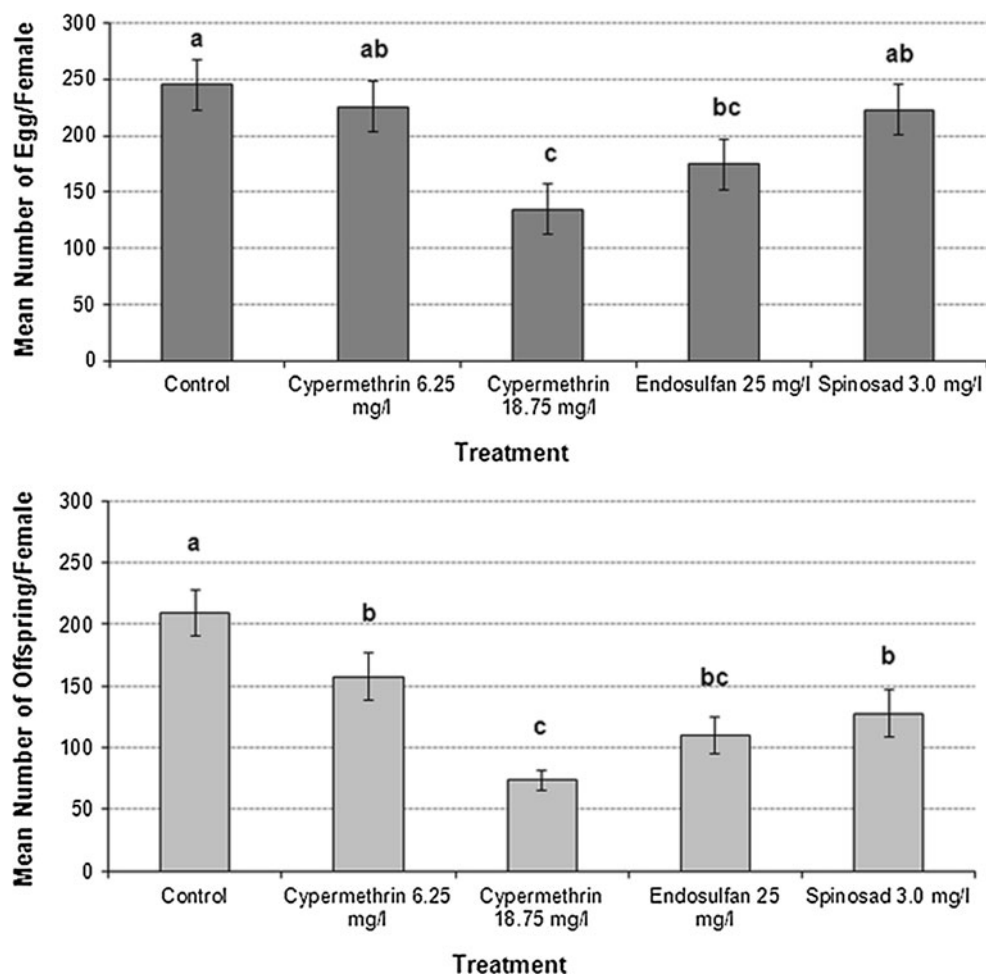 Mean Number of Egg/Female
300
250
200
150
100
50
0
a
ab
c
bc
ab
Control
Cypermethrin 6.25
mg/l
Cypermethrin
18.75 mg/l
Endosulfan 25 mg/l
Spinosad 3.0 mg/l
Treatment
Mean Number of Offspring/Female
300
250
200
150
100
50
0
a
b
c
bc
b
Control
Cypermethrin 6.25
mg/l
Cypermethrin
18.75 mg/l
Endosulfan 25
mg/l
Spinosad 3.0 mg/l
Treatment